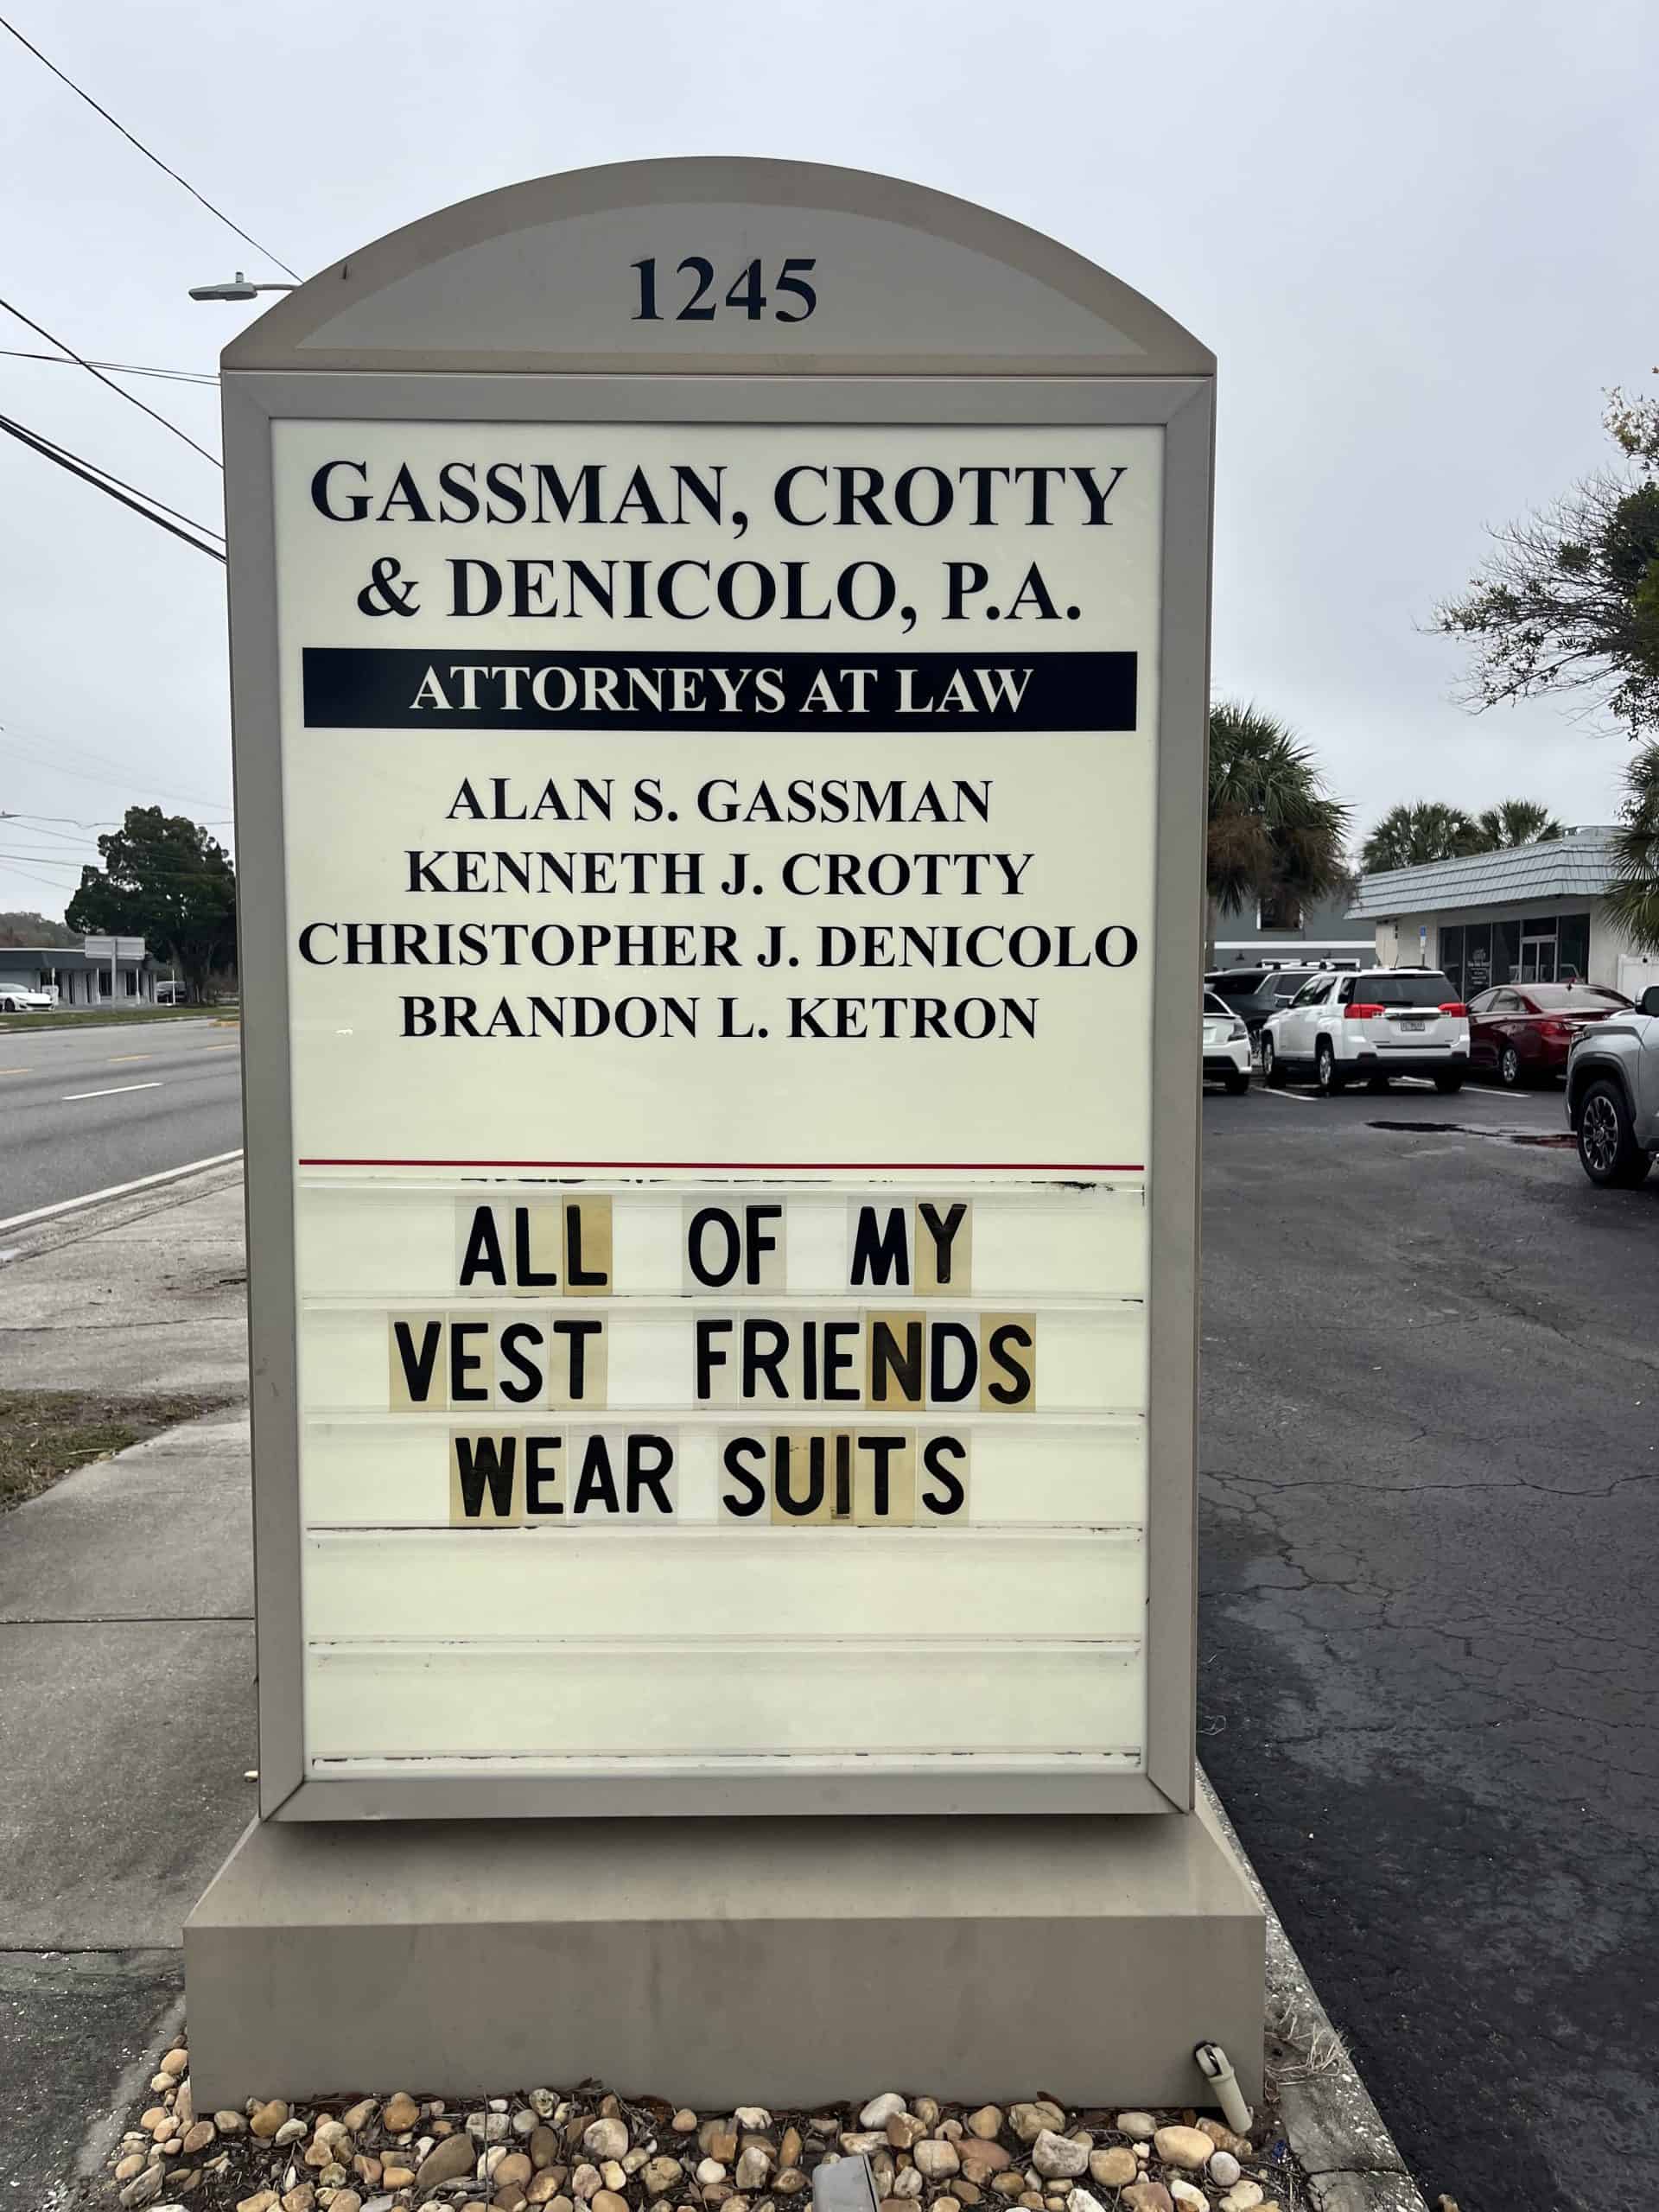 1245
GASSMAN, CROTTY
& DENICOLO, P.A.
ATTORNEYS AT LAW
ALAN S. GASSMAN
KENNETH J. CROTTY
CHRISTOPHER J. DENICOLO
BRANDON L. KETRON
ALL OF MY
VEST FRIENDS
WEAR SUITS